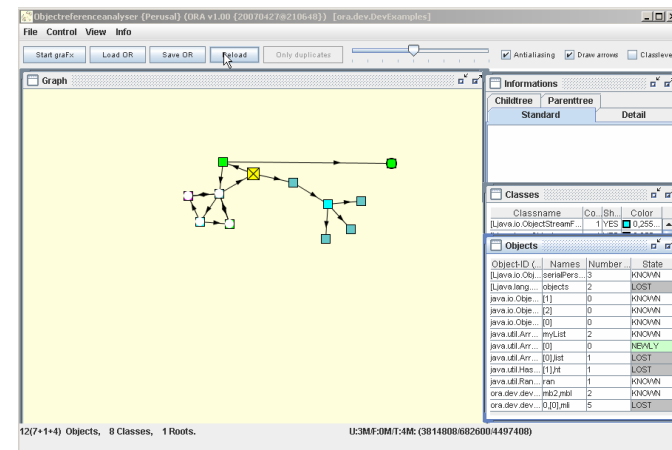 Objectreferenceanalyser (Perusal) (ORA v1.00 {20070427@210648}) [ora.dev.DevExamples]
File Control View Info
Start graFx Load OR Save OR Reload Only duplicates Antialiasing Draw arrows Classleve
Graph
Informations
Childtree Parenttree
Standard Detail
Classes
Classname Co... Sh... Color
[Ljava.io.ObjectStreamF... 1 YES 0,255...
Objects
Object-ID (... Names Number ... State
[Ljava.io.Obj... serialPers... 3 KNOWN
[Ljava.lang.... objects 2 LOST
java.io.Obje... [1] 0 KNOWN
java.io.Obje... [2] 0 KNOWN
java.io.Obje... [0] 0 KNOWN
java.util.Arr... myList 2 KNOWN
java.util.Arr... [0] 0 NEWLY
java.util.Arr... [0],list 1 LOST
java.util.Has... [1],ht 1 LOST
java.util.Ran... ran 1 KNOWN
ora.dev.dev... mb2,mbl 2 KNOWN
ora.dev.dev... 0,[0],mli 5 LOST
12(7+1+4) Objects, 8 Classes, 1 Roots. U:3M/F:0M/T:4M: (3814808/682600/4497408)